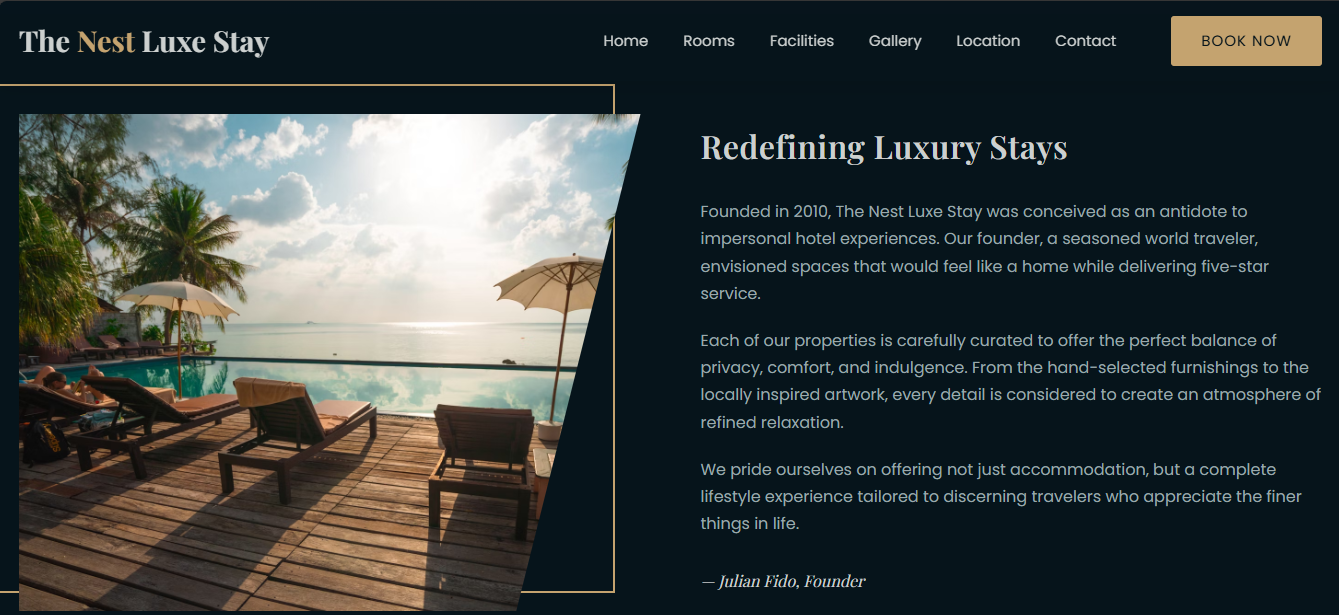 The Nest Luxe Stay
Home Rooms Facilities Gallery Location Contact BOOK NOW
Redefining Luxury Stays
Founded in 2010, The Nest Luxe Stay was conceived as an antidote to
impersonal hotel experiences. Our founder, a seasoned world traveler,
envisioned spaces that would feel like a home while delivering five-star
service.
Each of our properties is carefully curated to offer the perfect balance of
privacy, comfort, and indulgence. From the hand-selected furnishings to the
locally inspired artwork, every detail is considered to create an atmosphere of
refined relaxation.
We pride ourselves on offering not just accommodation, but a complete
lifestyle experience tailored to discerning travelers who appreciate the finer
things in life.
— Julian Fido, Founder